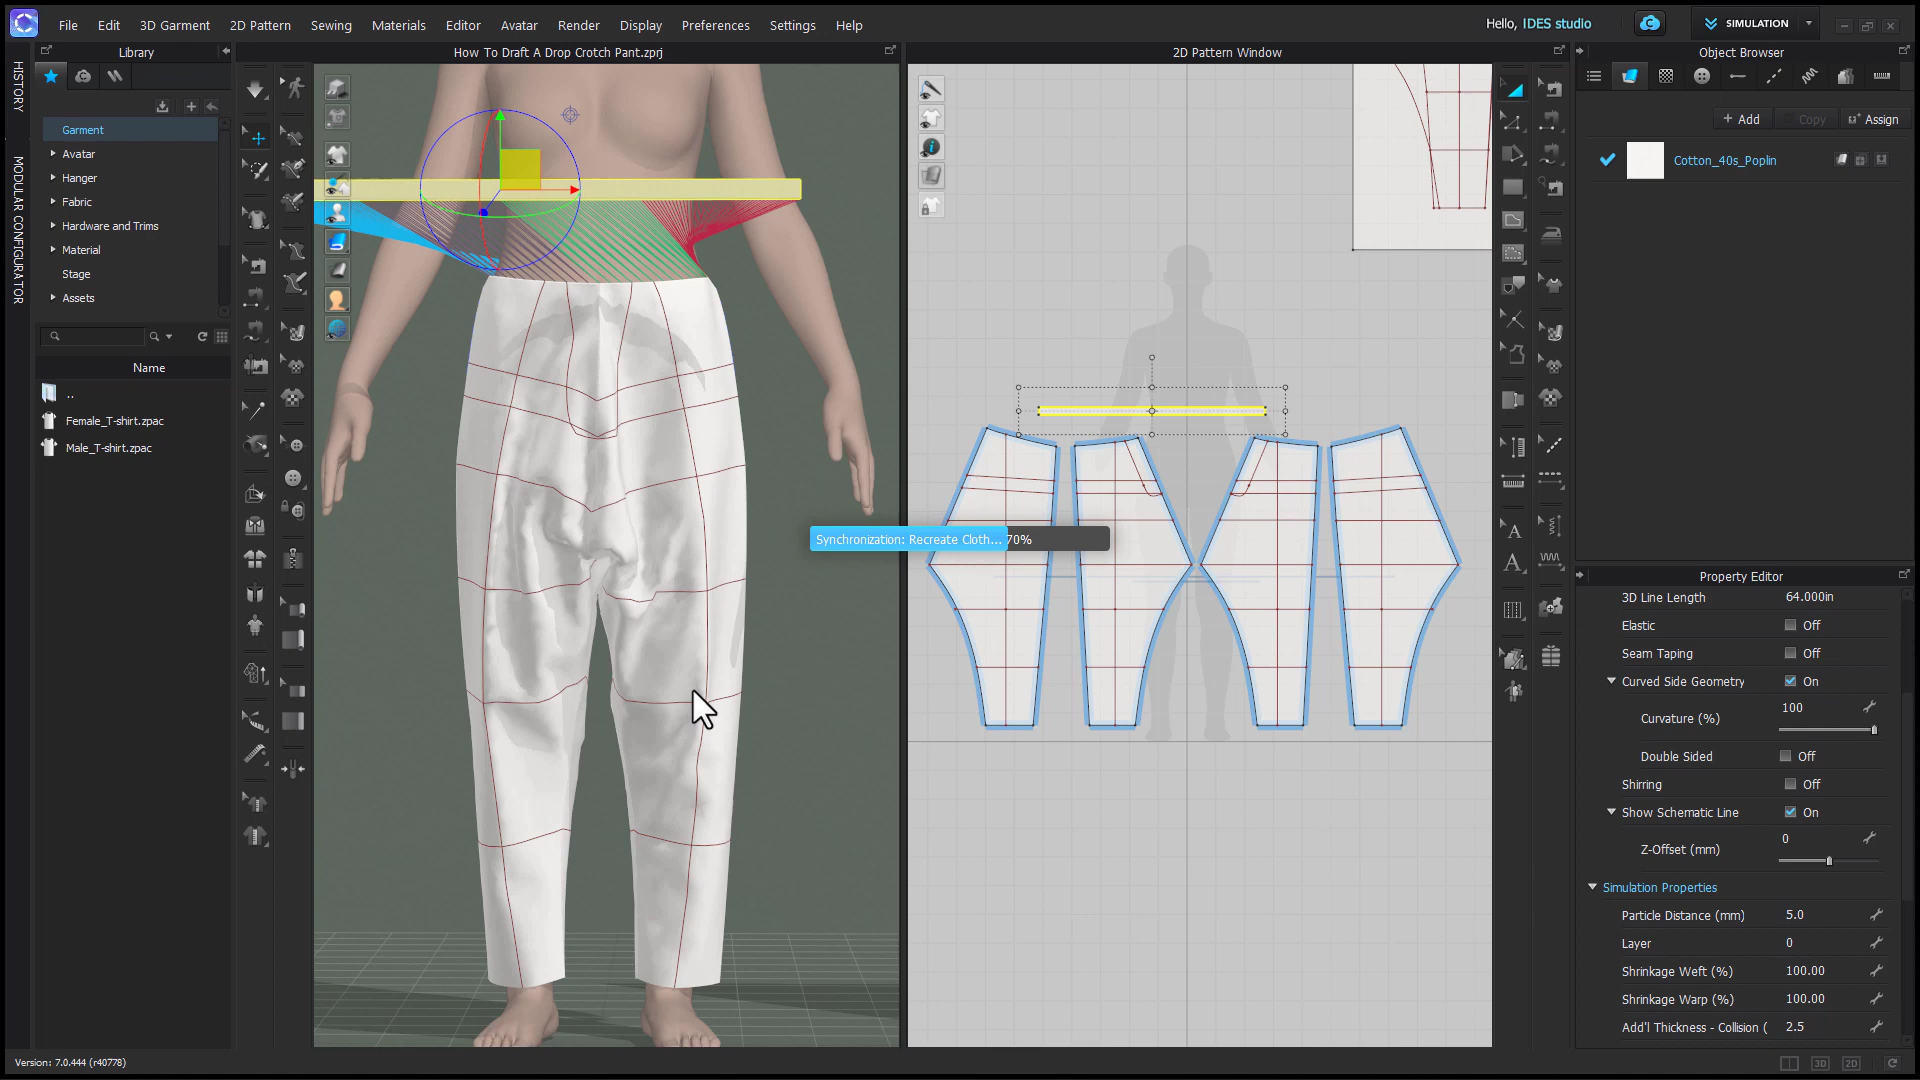 File Edit 3D Garment 2D Pattern Sewing Materials Editor Avatar Render Display Preferences Settings Help
Hello, IDES studio
SIMULATION
HISTORY
MODULAR CONFIGURATOR
Library
How To Draft A Drop Crotch Pant.zprj
2D Pattern Window
Object Browser
Garment
Avatar
Hanger
Fabric
Hardware and Trims
Material
Stage
Assets
Name
..
Female_T-shirt.zpac
Male_T-shirt.zpac
Synchronization: Recreate Cloth... 70%
+ Add
Copy
Assign
Cotton_40s_Poplin
Property Editor
3D Line Length 64.000in
Elastic Off
Seam Taping Off
Curved Side Geometry On
Curvature (%) 100
Double Sided Off
Shirring Off
Show Schematic Line On
Z-Offset (mm) 0
Simulation Properties
Particle Distance (mm) 5.0
Layer 0
Shrinkage Weft (%) 100.00
Shrinkage Warp (%) 100.00
Add'l Thickness - Collision ( 2.5
Version: 7.0.444 (r40778)
3D
2D